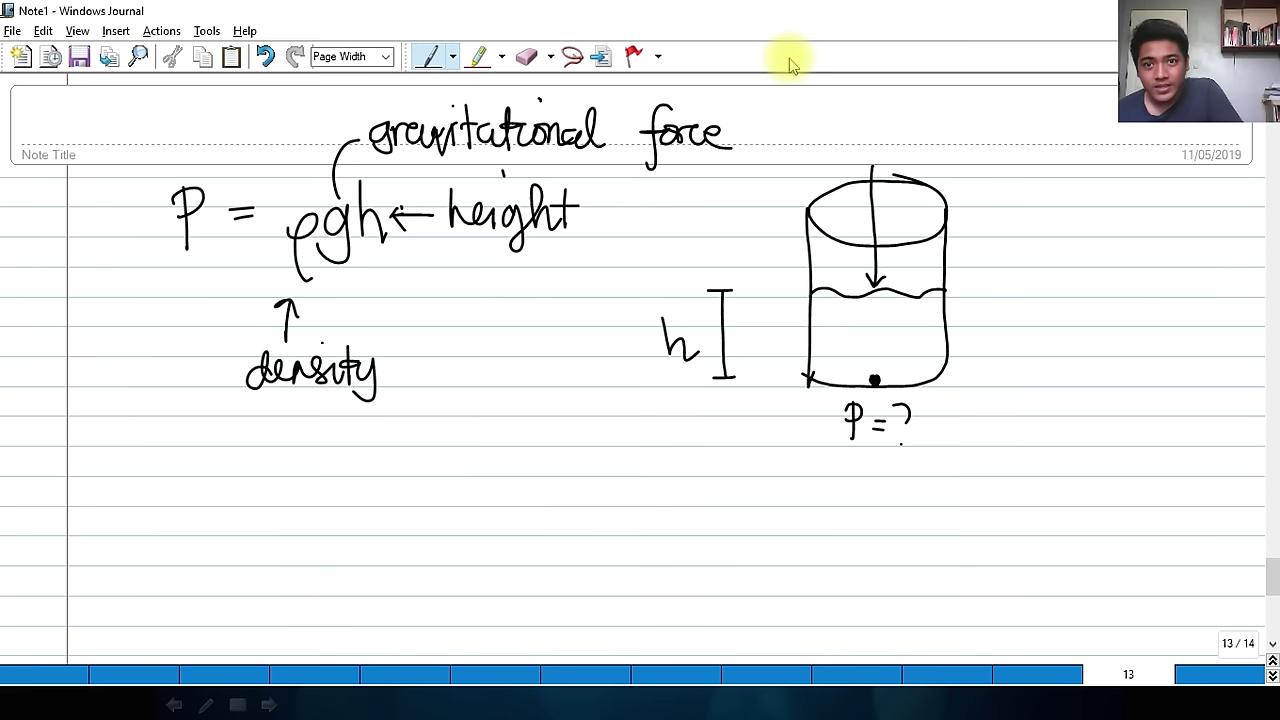 Note1 - Windows Journal
File Edit View Insert Actions Tools Help
Page Width
gravitational force
Note Title
11/05/2019
P = ρgh ← height
density
h
P = ?
13 / 14
13